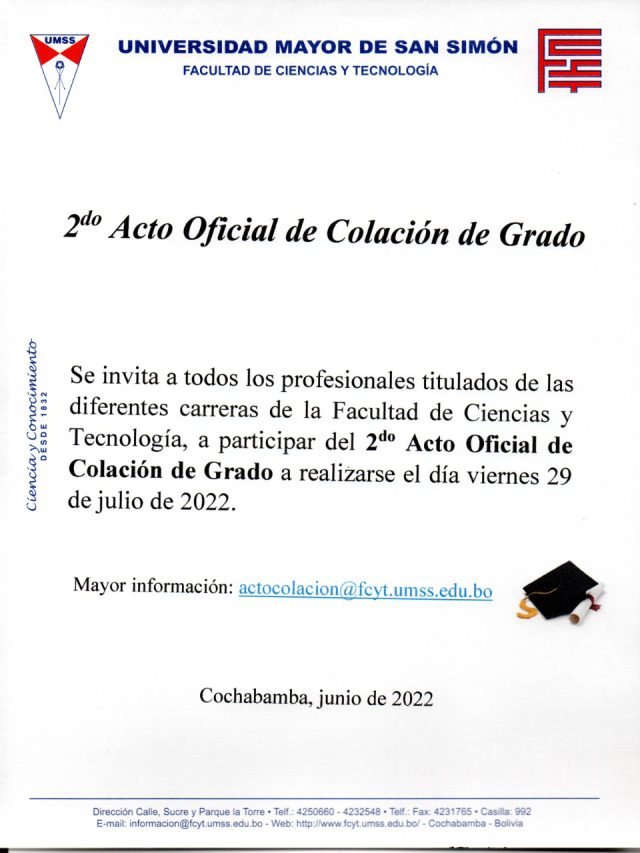 UMSS
UNIVERSIDAD MAYOR DE SAN SIMÓN
FACULTAD DE CIENCIAS Y TECNOLOGÍA
2do Acto Oficial de Colación de Grado
Ciencia y Conocimiento
DESDE 1832
Se invita a todos los profesionales titulados de las
diferentes carreras de la Facultad de Ciencias y
Tecnología, a participar del 2do Acto Oficial de
Colación de Grado a realizarse el día viernes 29
de julio de 2022.
Mayor información: actocolacion@fcyt.umss.edu.bo
Cochabamba, junio de 2022
Dirección Calle, Sucre y Parque la Torre • Telf.: 4250660 - 4232548 • Telf.: Fax: 4231765 • Casilla: 992
E-mail: informacion@fcyt.umss.edu.bo - Web: http://www.fcyt.umss.edu.bo/ - Cochabamba - Bolivia